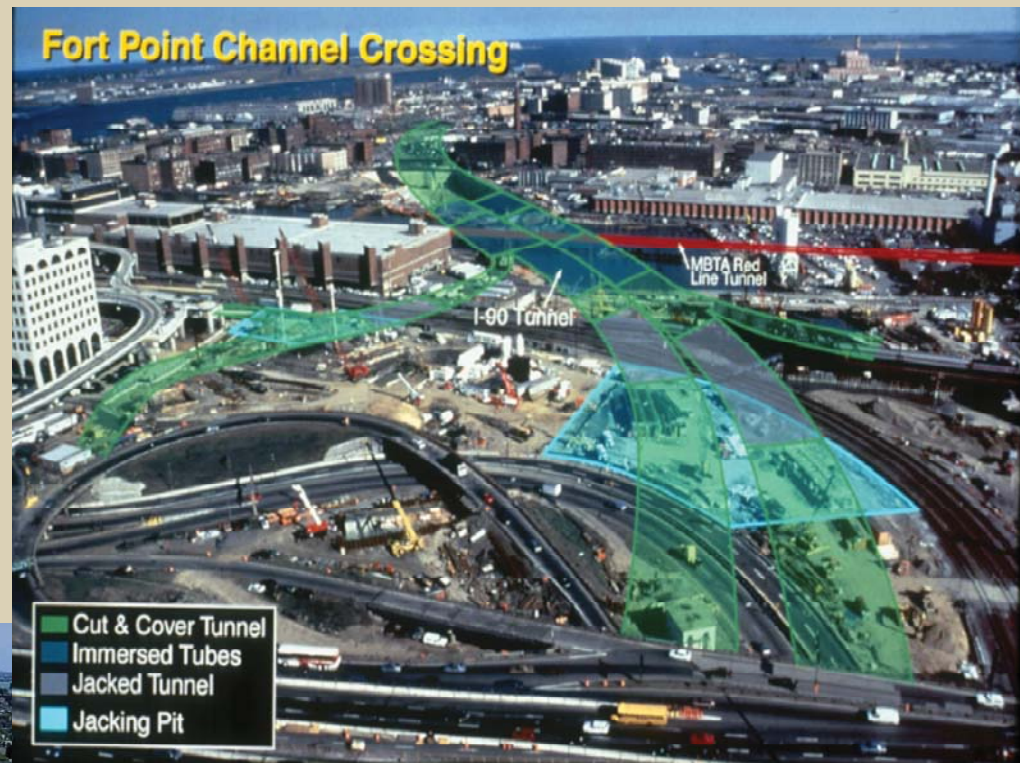 Fort Point Channel Crossing
MBTA Red
Line Tunnel
I-90 Tunnel
Cut & Cover Tunnel
Immersed Tubes
Jacked Tunnel
Jacking Pit